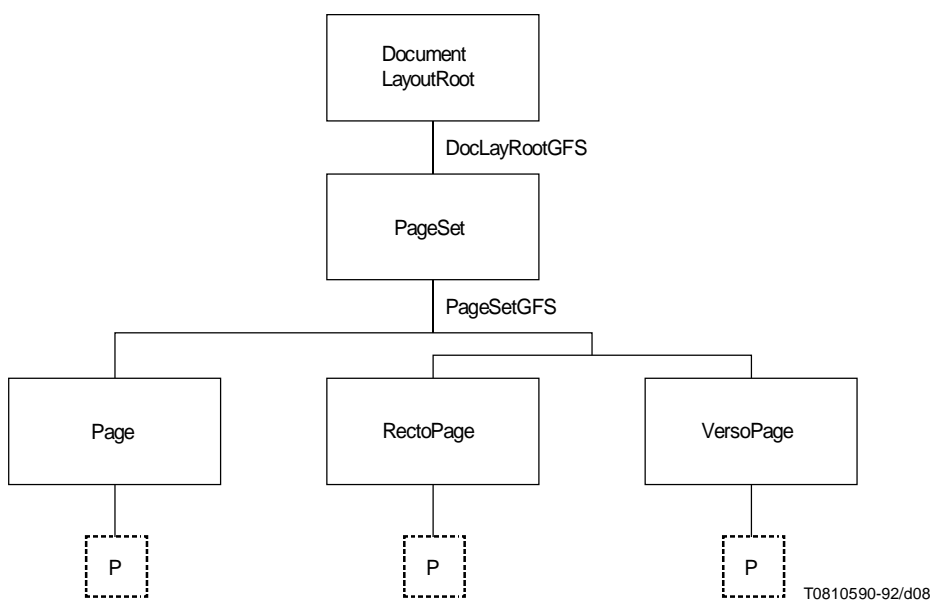 Document
LayoutRoot
DocLayRootGFS
PageSet
PageSetGFS
Page
RectoPage
VersoPage
P
P
P
T0810590-92/d08